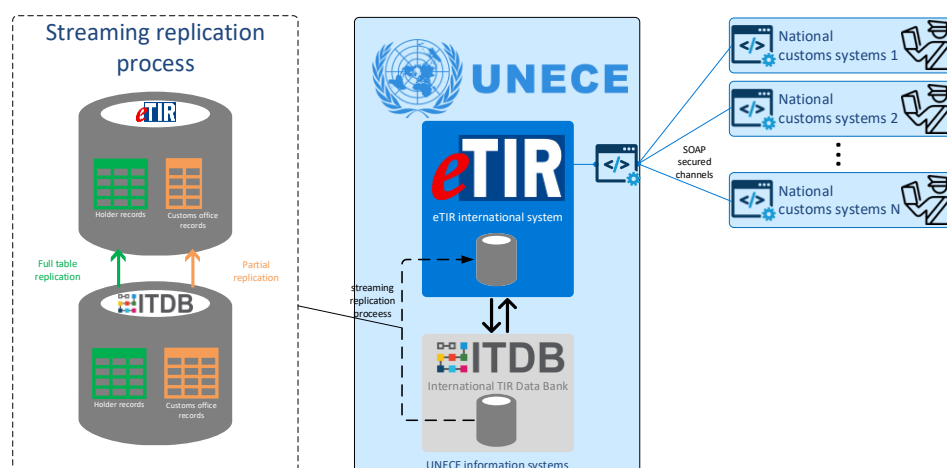 Streaming replication
process
eTIR
Holder records
Customs office
records
Full table
replication
Partial
replication
ITDB
Holder records
Customs office
records
UNECE
eTIR
eTIR international system
streaming
replication
proceess
ITDB
International TIR Data Bank
UNECE information systems
</>
SOAP
secured
channels
</>
National
customs systems 1
</>
National
customs systems 2
</>
National
customs systems N